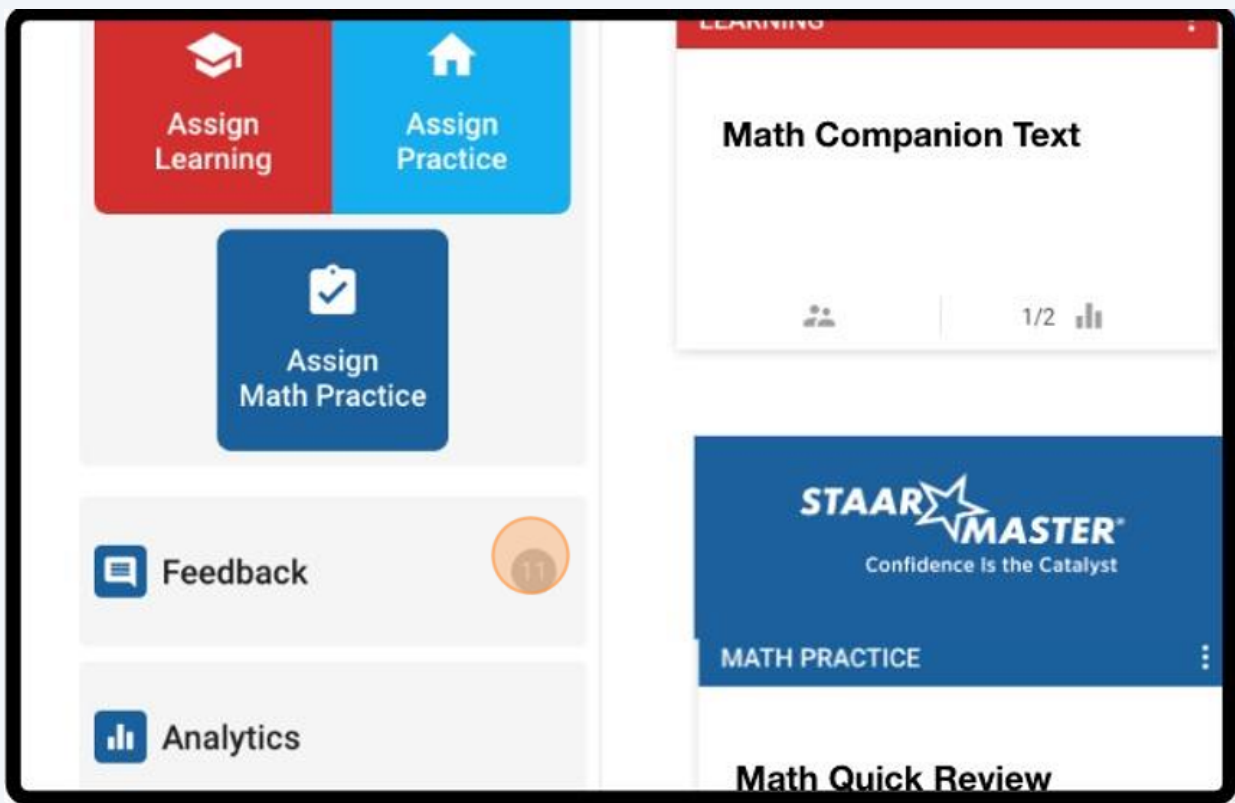 Assign
Learning
Assign
Practice
Assign
Math Practice
Feedback
11
Analytics
LEARNING
Math Companion Text
1/2
STAAR MASTER®
Confidence Is the Catalyst
MATH PRACTICE
Math Quick Review